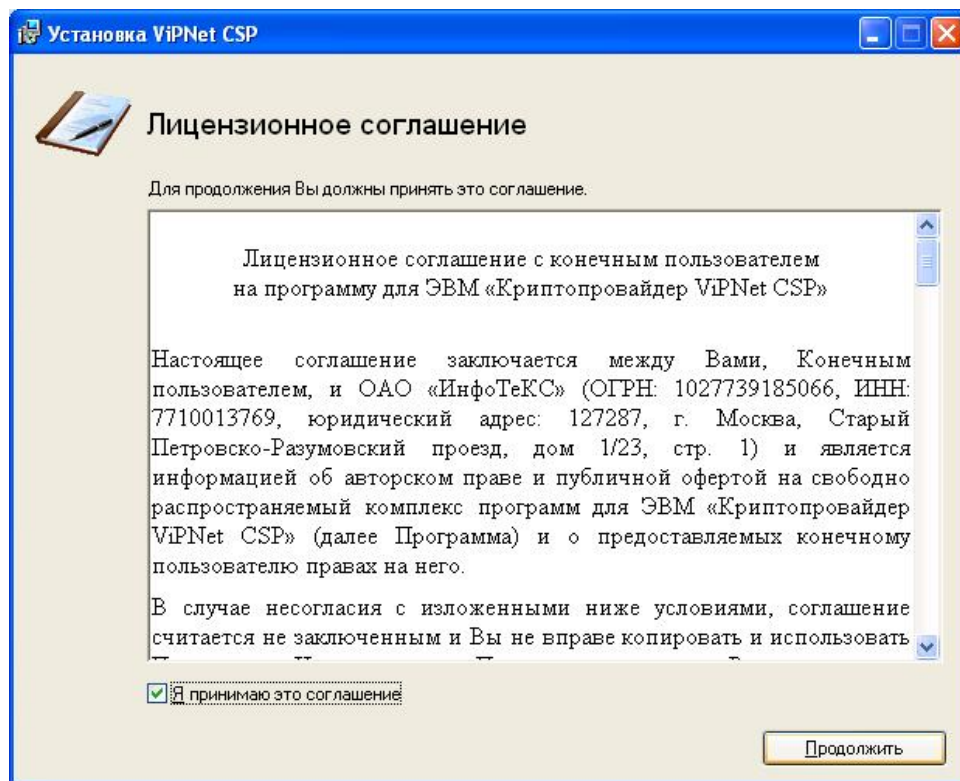 Установка ViPNet CSP
Лицензионное соглашение
Для продолжения Вы должны принять это соглашение.
Лицензионное соглашение с конечным пользователем
на программу для ЭВМ «Криптопровайдер ViPNet CSP»
Настоящее соглашение заключается между Вами, Конечным
пользователем, и ОАО «ИнфоТеКС» (ОГРН: 1027739185066, ИНН:
7710013769, юридический адрес: 127287, г. Москва, Старый
Петровско-Разумовский проезд, дом 1/23, стр. 1) и является
информацией об авторском праве и публичной офертой на свободно
распространяемый комплекс программ для ЭВМ «Криптопровайдер
ViPNet CSP» (далее Программа) и о предоставляемых конечному
пользователю правах на него.
В случае несогласия с изложенными ниже условиями, соглашение
считается не заключенным и Вы не вправе копировать и использовать
Я принимаю это соглашение
Продолжить